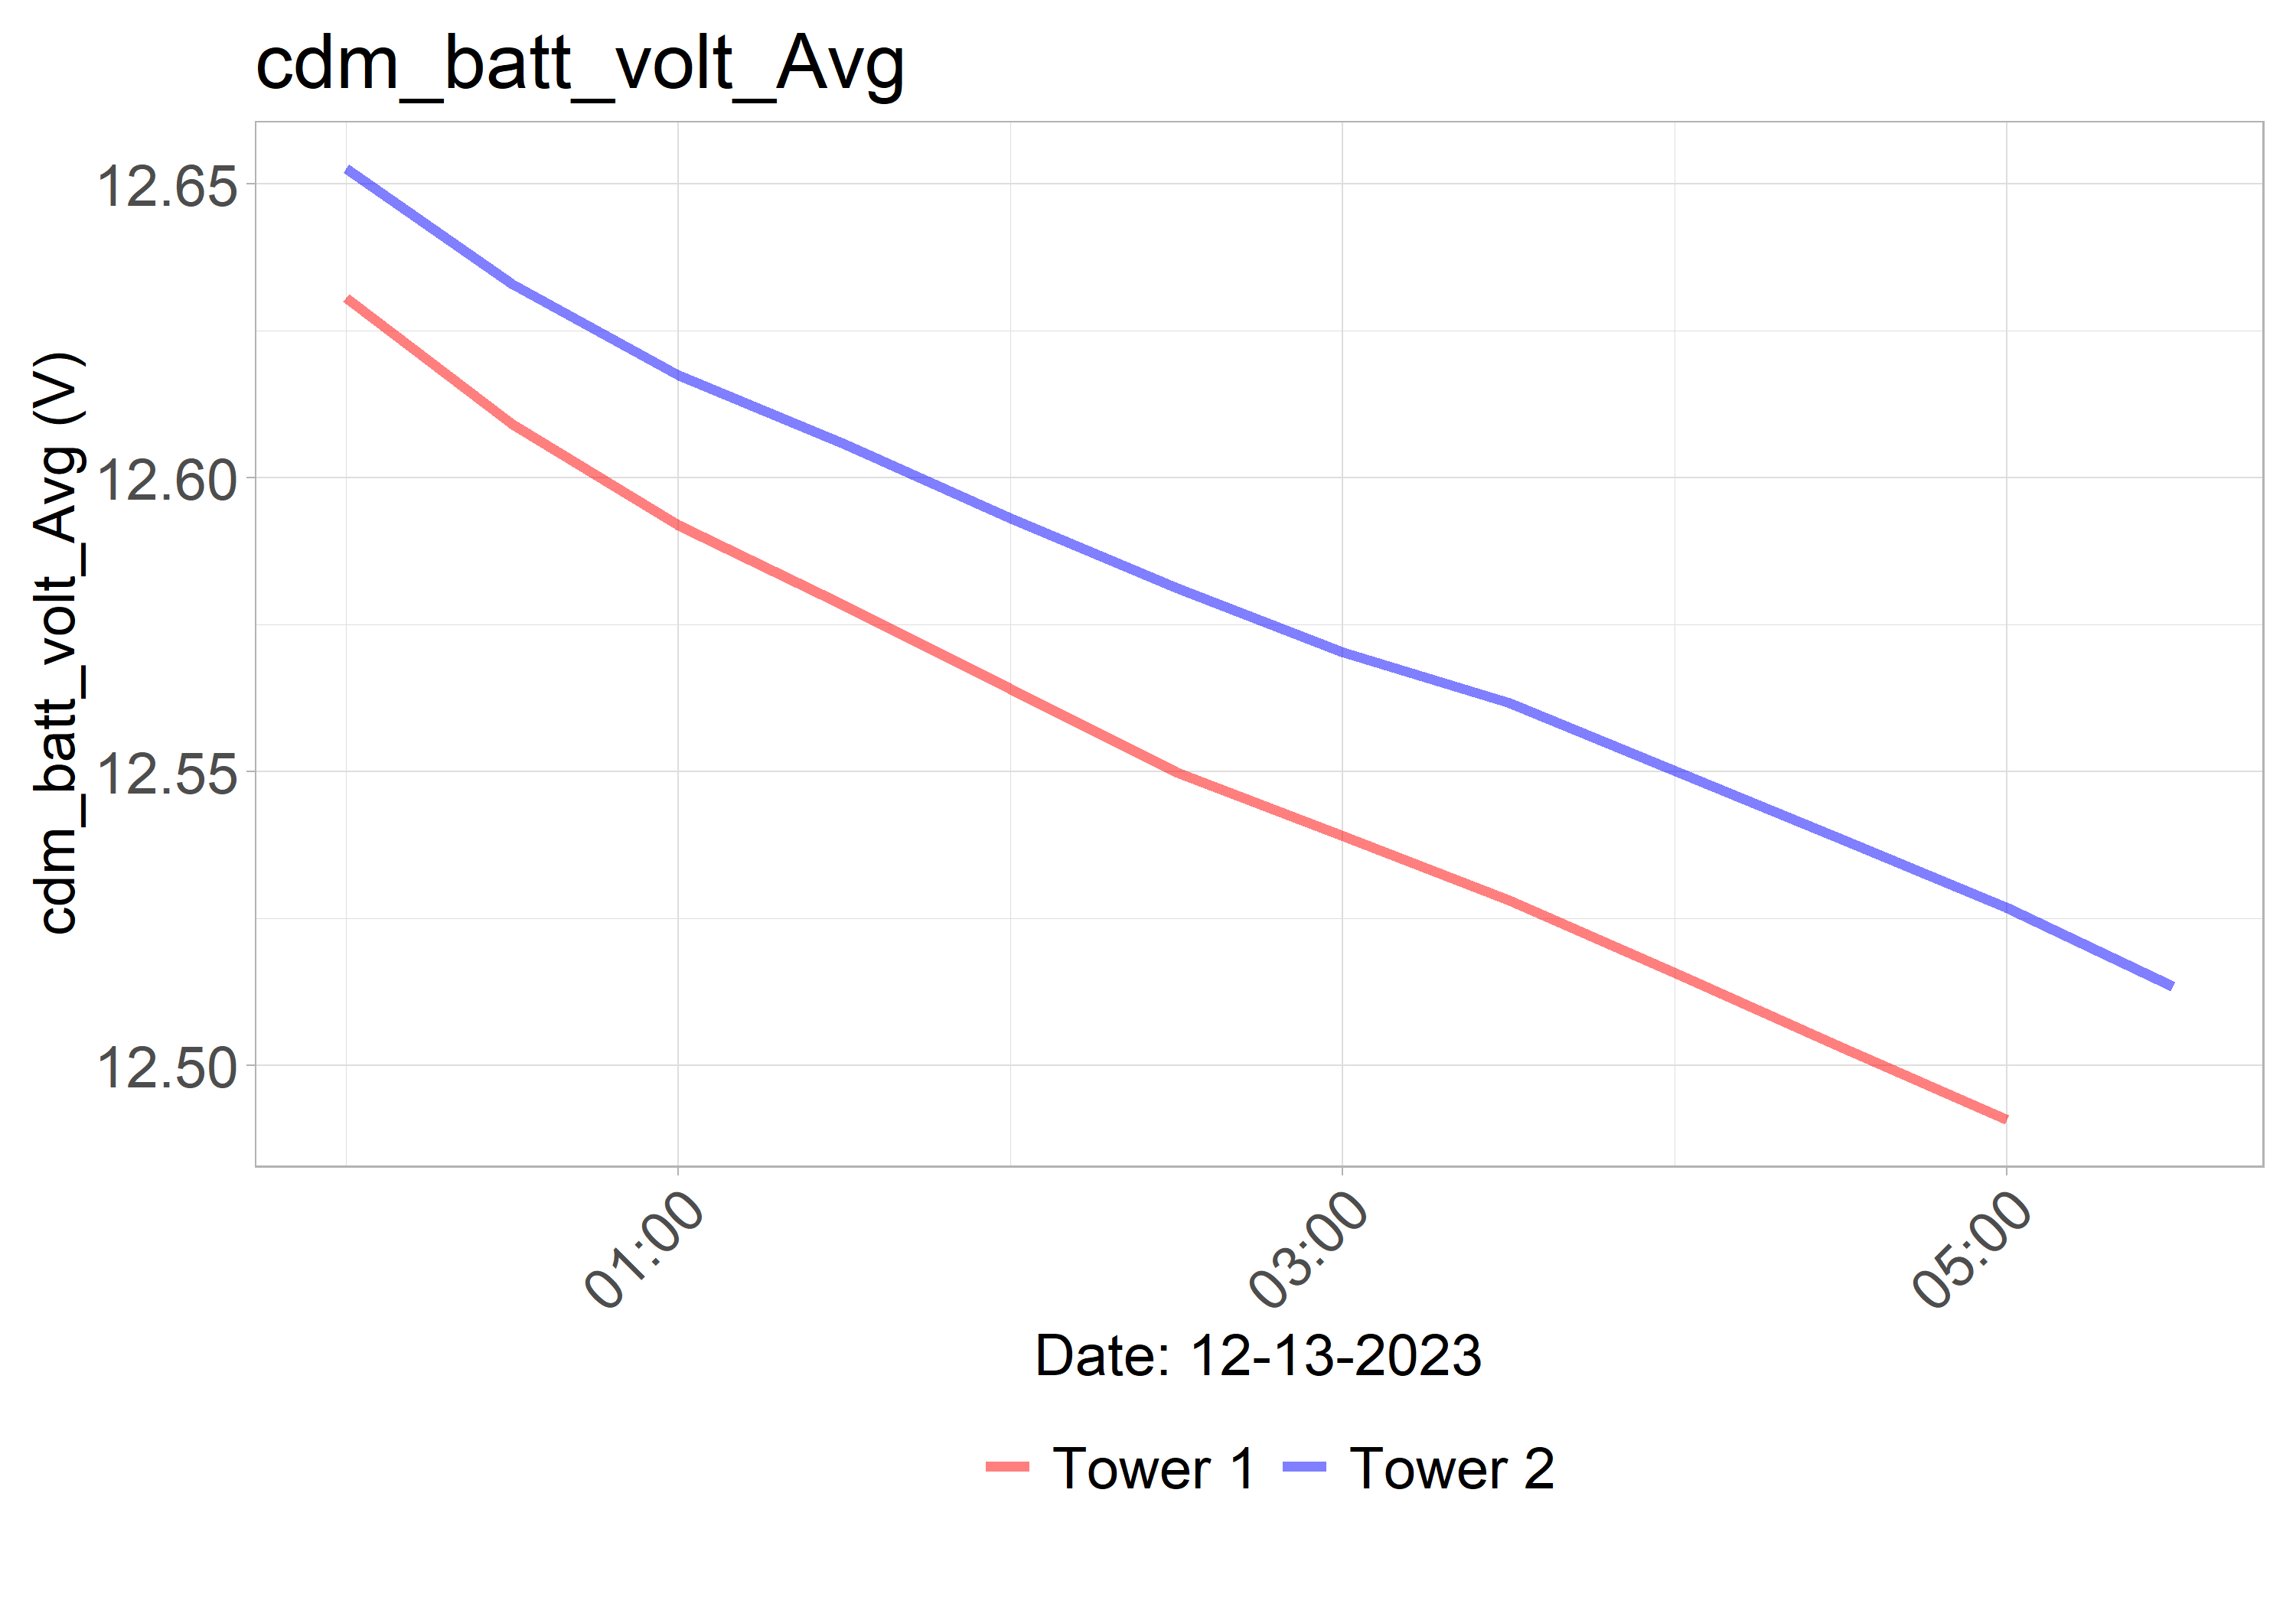 cdm_batt_volt_Avg
cdm_batt_volt_Avg (V)
12.65
12.60
12.55
12.50
01:00
03:00
05:00
Date: 12-13-2023
Tower 1
Tower 2